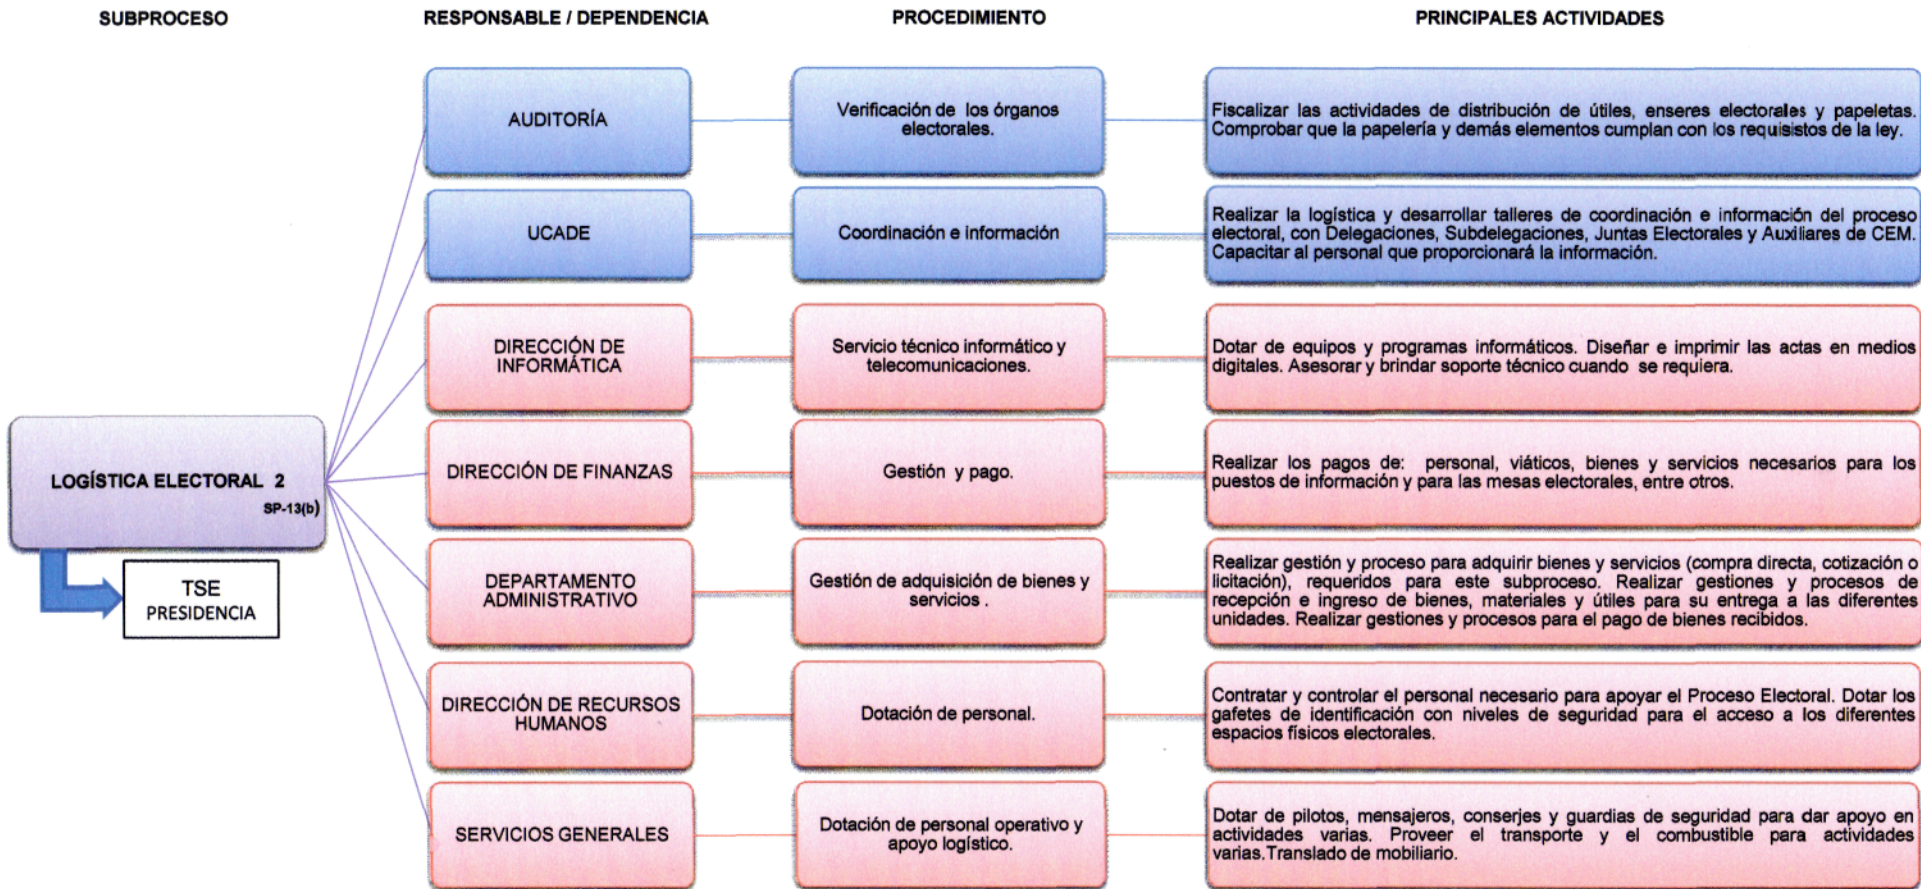 SUBPROCESO
RESPONSABLE / DEPENDENCIA
PROCEDIMIENTO
PRINCIPALES ACTIVIDADES
LOGÍSTICA ELECTORAL 2
SP-13(b)
TSE
PRESIDENCIA
AUDITORÍA
Verificación de los órganos
electorales.
Fiscalizar las actividades de distribución de útiles, enseres electorales y papeletas.
Comprobar que la papelería y demás elementos cumplan con los requisistos de la ley.
UCADE
Coordinación e información
Realizar la logística y desarrollar talleres de coordinación e información del proceso
electoral, con Delegaciones, Subdelegaciones, Juntas Electorales y Auxiliares de CEM.
Capacitar al personal que proporcionará la información.
DIRECCIÓN DE
INFORMÁTICA
Servicio técnico informático y
telecomunicaciones.
Dotar de equipos y programas informáticos. Diseñar e imprimir las actas en medios
digitales. Asesorar y brindar soporte técnico cuando se requiera.
DIRECCIÓN DE FINANZAS
Gestión y pago.
Realizar los pagos de: personal, viáticos, bienes y servicios necesarios para los
puestos de información y para las mesas electorales, entre otros.
DEPARTAMENTO
ADMINISTRATIVO
Gestión de adquisición de bienes y
servicios .
Realizar gestión y proceso para adquirir bienes y servicios (compra directa, cotización o
licitación), requeridos para este subproceso. Realizar gestiones y procesos de
recepción e ingreso de bienes, materiales y útiles para su entrega a las diferentes
unidades. Realizar gestiones y procesos para el pago de bienes recibidos.
DIRECCIÓN DE RECURSOS
HUMANOS
Dotación de personal.
Contratar y controlar el personal necesario para apoyar el Proceso Electoral. Dotar los
gafetes de identificación con niveles de seguridad para el acceso a los diferentes
espacios físicos electorales.
SERVICIOS GENERALES
Dotación de personal operativo y
apoyo logístico.
Dotar de pilotos, mensajeros, conserjes y guardias de seguridad para dar apoyo en
actividades varias. Proveer el transporte y el combustible para actividades
varias.Translado de mobiliario.